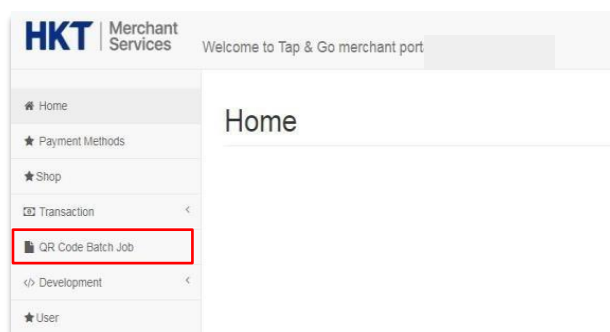 HKT | Merchant Services
Welcome to Tap & Go merchant port
Home
Home
Payment Methods
Shop
Transaction
QR Code Batch Job
Development
User